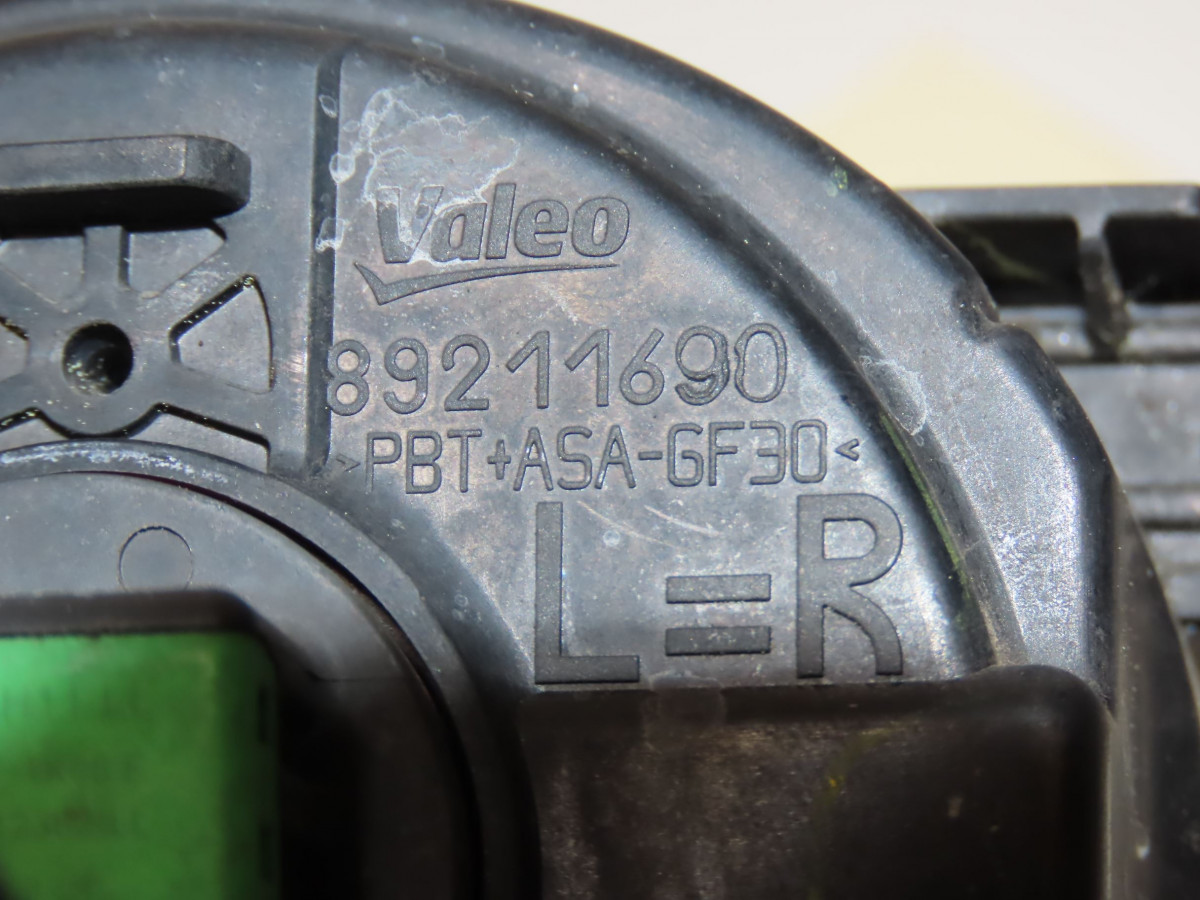 Valeo
89211690
>PBT+ASA-GF30<
L=R